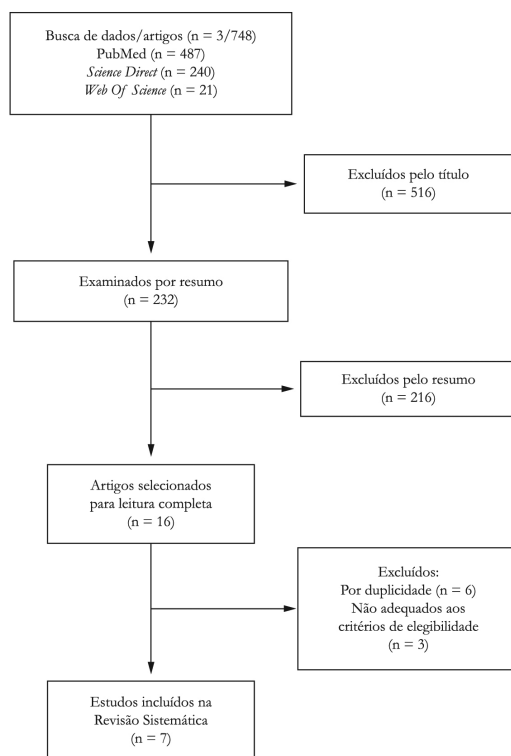 Busca de dados/artigos (n = 3/748)
PubMed (n = 487)
Science Direct (n = 240)
Web Of Science (n = 21)
Excluídos pelo título
(n = 516)
Examinados por resumo
(n = 232)
Excluídos pelo resumo
(n = 216)
Artigos selecionados
para leitura completa
(n = 16)
Excluídos:
Por duplicidade (n = 6)
Não adequados aos
critérios de elegibilidade
(n = 3)
Estudos incluídos na
Revisão Sistemática
(n = 7)